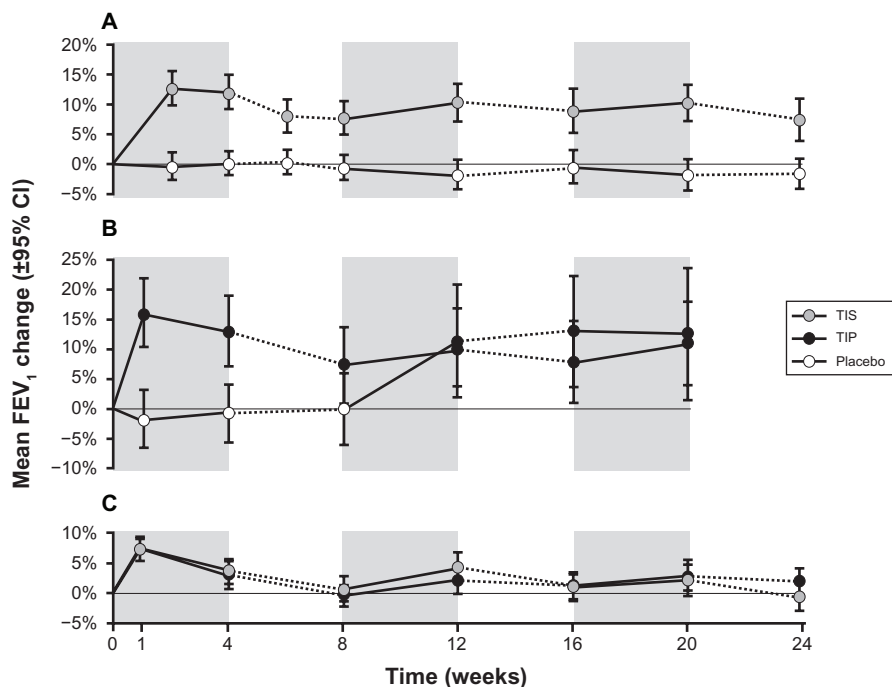 A
20%
15%
10%
5%
0%
−5%
B
25%
20%
15%
10%
5%
0%
−5%
−10%
C
10%
5%
0%
−5%
0 1 4 8 12 16 20 24
Time (weeks)
Mean FEV1 change (±95% CI)
TIS
TIP
Placebo